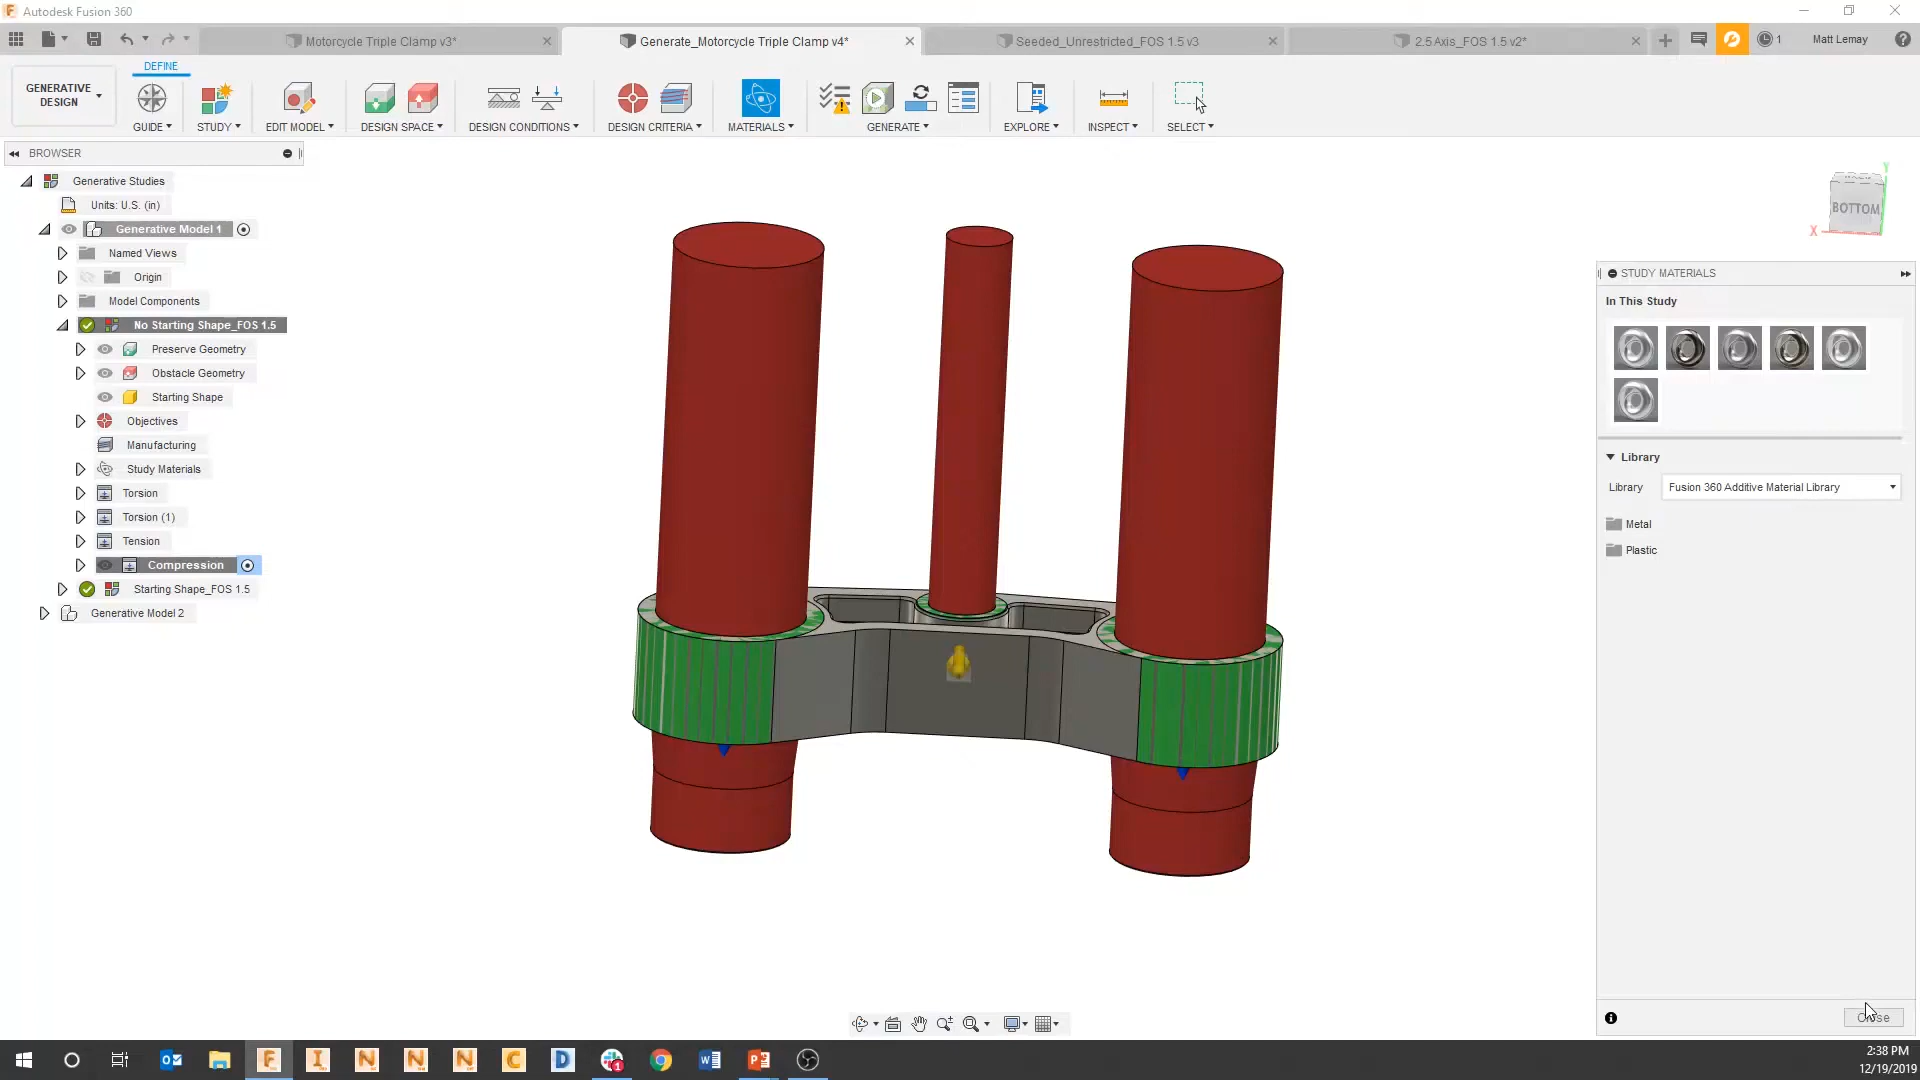 Autodesk Fusion 360
Motorcycle Triple Clamp v3*
Generate_Motorcycle Triple Clamp v4*
Seeded_Unrestricted_FOS 1.5 v3
2.5 Axis_FOS 1.5 v2*
1
Matt Lemay
DEFINE
GENERATIVE
DESIGN
GUIDE
STUDY
EDIT MODEL
DESIGN SPACE
DESIGN CONDITIONS
DESIGN CRITERIA
MATERIALS
GENERATE
EXPLORE
INSPECT
SELECT
BROWSER
Generative Studies
Units: U.S. (in)
Generative Model 1
Named Views
Origin
Model Components
No Starting Shape_FOS 1.5
Preserve Geometry
Obstacle Geometry
Starting Shape
Objectives
Manufacturing
Study Materials
Torsion
Torsion (1)
Tension
Compression
Starting Shape_FOS 1.5
Generative Model 2
Y
BOTTOM
X
STUDY MATERIALS
In This Study
Library
Library
Fusion 360 Additive Material Library
Metal
Plastic
Close
2:38 PM
12/19/2019